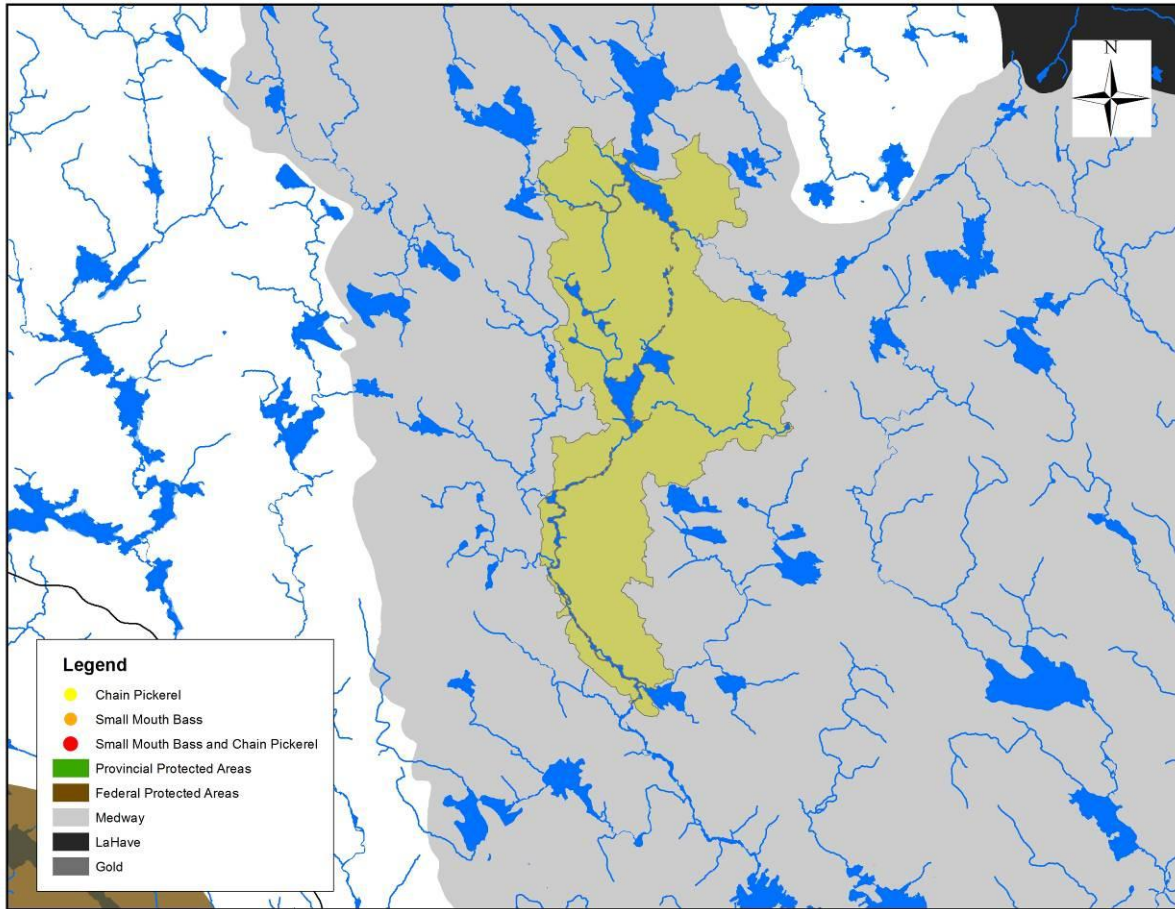 N
Legend
Chain Pickerel
Small Mouth Bass
Small Mouth Bass and Chain Pickerel
Provincial Protected Areas
Federal Protected Areas
Medway
LaHave
Gold